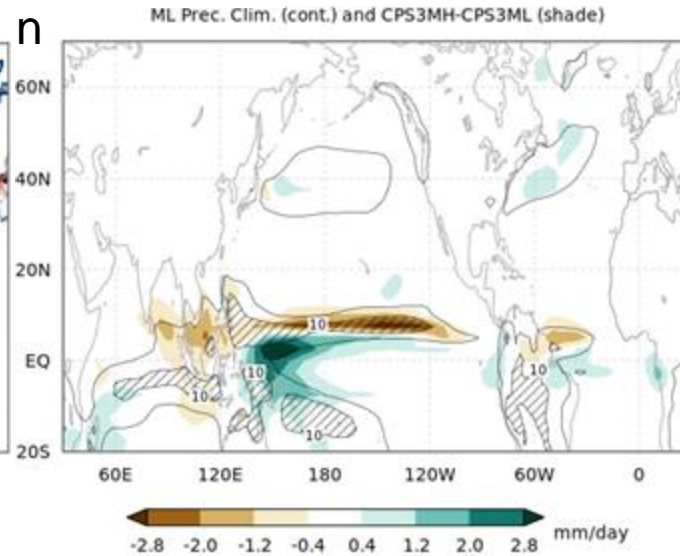 n
ML Prec. Clim. (cont.) and CPS3MH-CPS3ML (shade)
60N
40N
20N
10
EQ
10
10
10
10
20S
60E 120E 180 120W 60W 0
-2.8 -2.0 -1.2 -0.4 0.4 1.2 2.0 2.8 mm/day